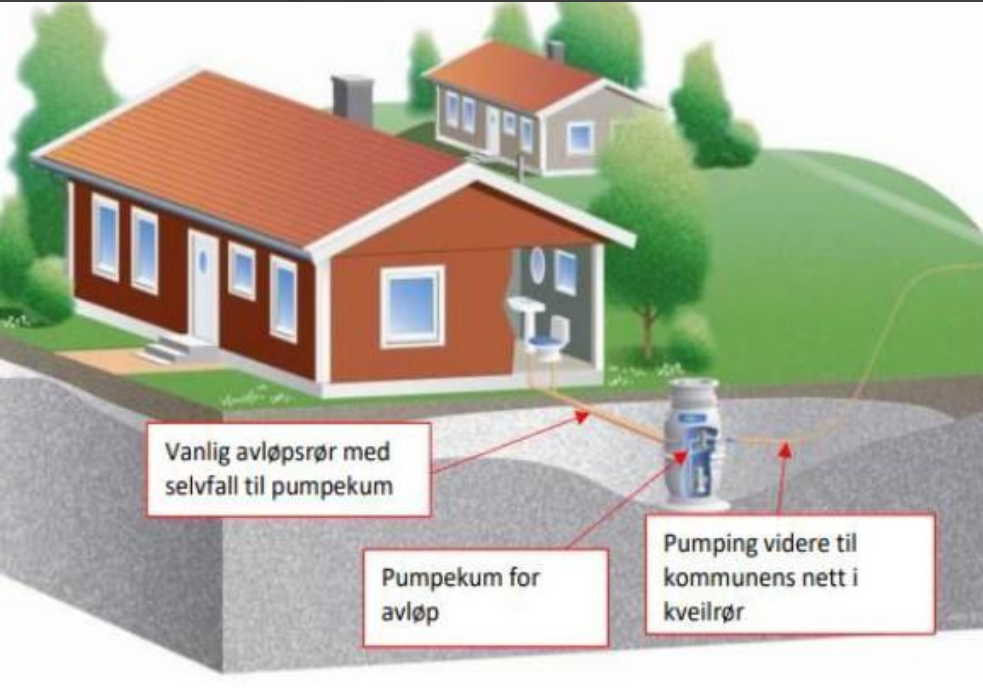 Vanlig avløpsrør med
selvfall til pumpekum
Pumpekum for
avløp
Pumping videre til
kommunens nett i
kveilrør